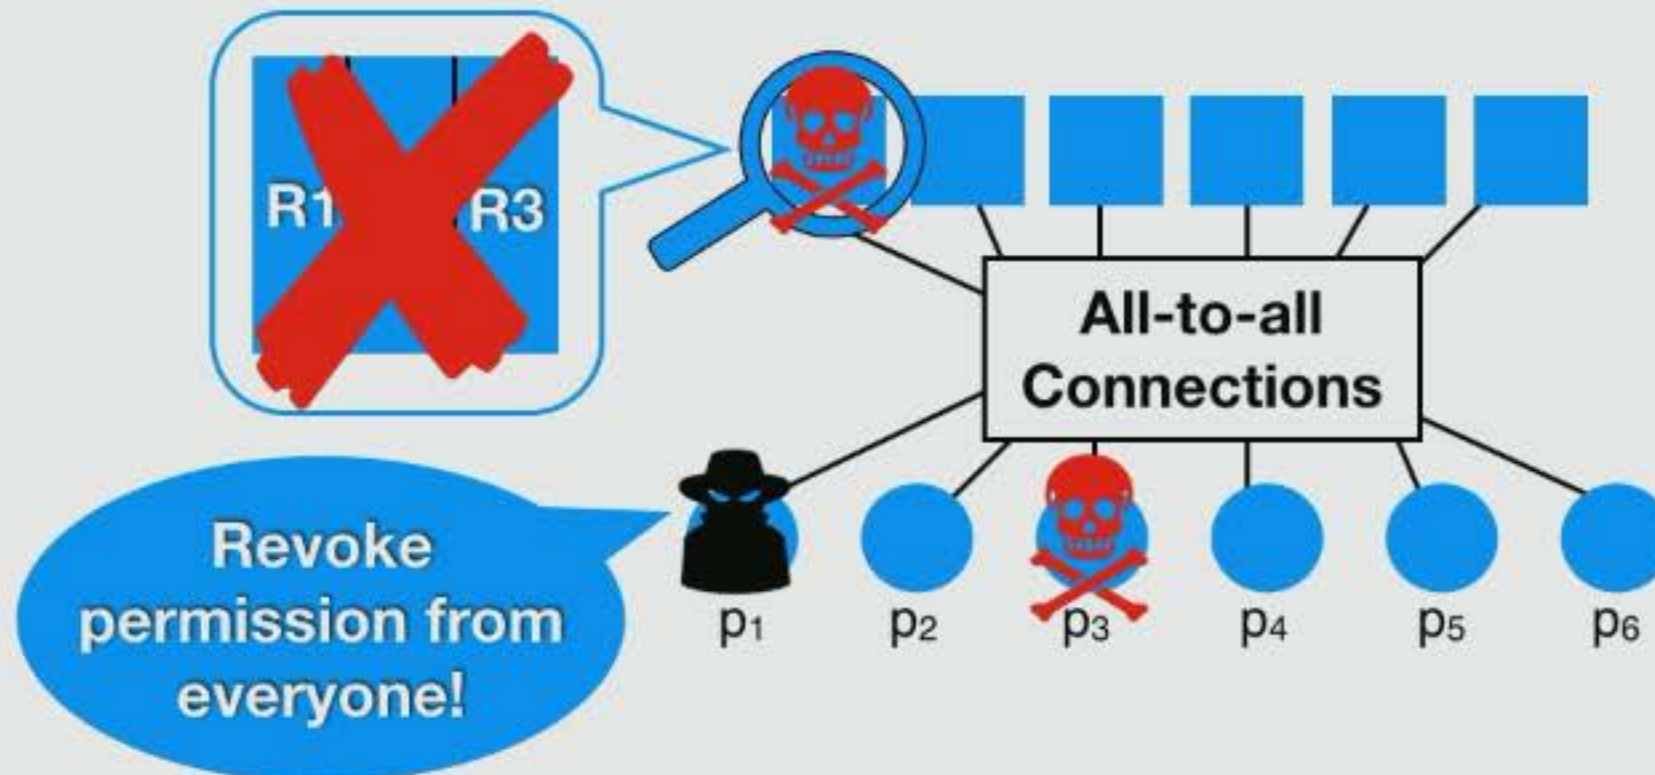 R1
R3
All-to-all
Connections
Revoke
permission from
everyone!
p1
p2
p3
p4
p5
p6